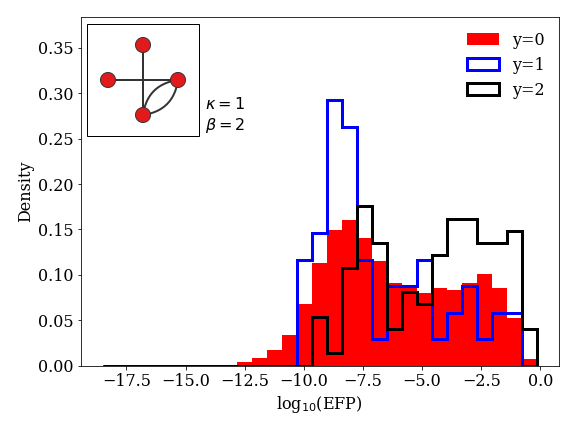 κ = 1
β = 2
y=0
y=1
y=2
Density
0.35
0.30
0.25
0.20
0.15
0.10
0.05
0.00
−17.5 −15.0 −12.5 −10.0 −7.5 −5.0 −2.5 0.0
log₁₀(EFP)